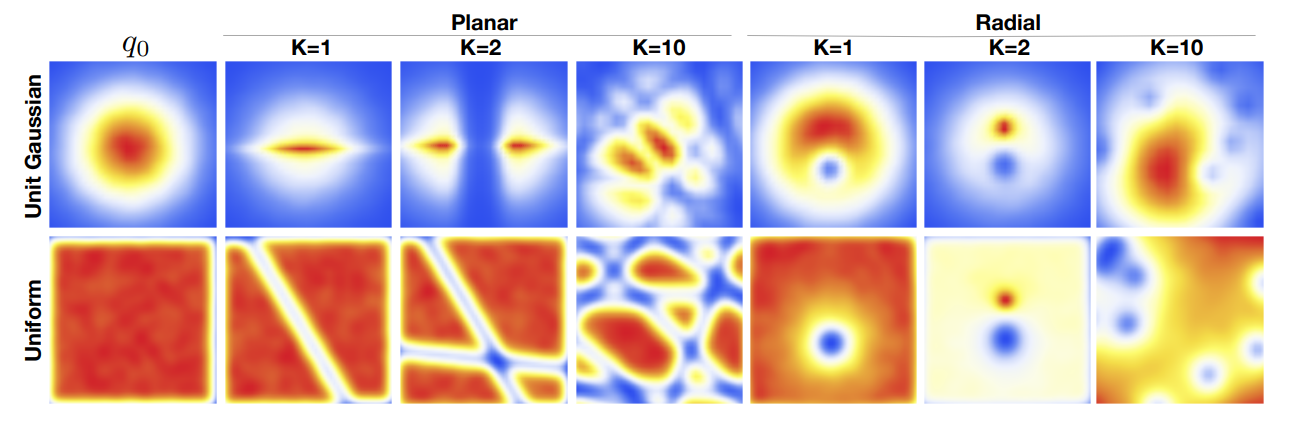 Planar Radial
q₀ K=1 K=2 K=10 K=1 K=2 K=10
Unit Gaussian
Uniform